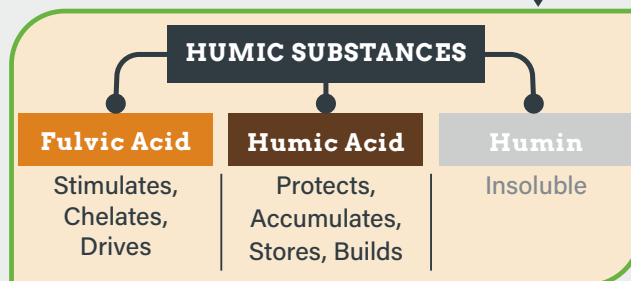 HUMIC SUBSTANCES
Fulvic Acid
Stimulates,
Chelates,
Drives
Humic Acid
Protects,
Accumulates,
Stores, Builds
Humin
Insoluble